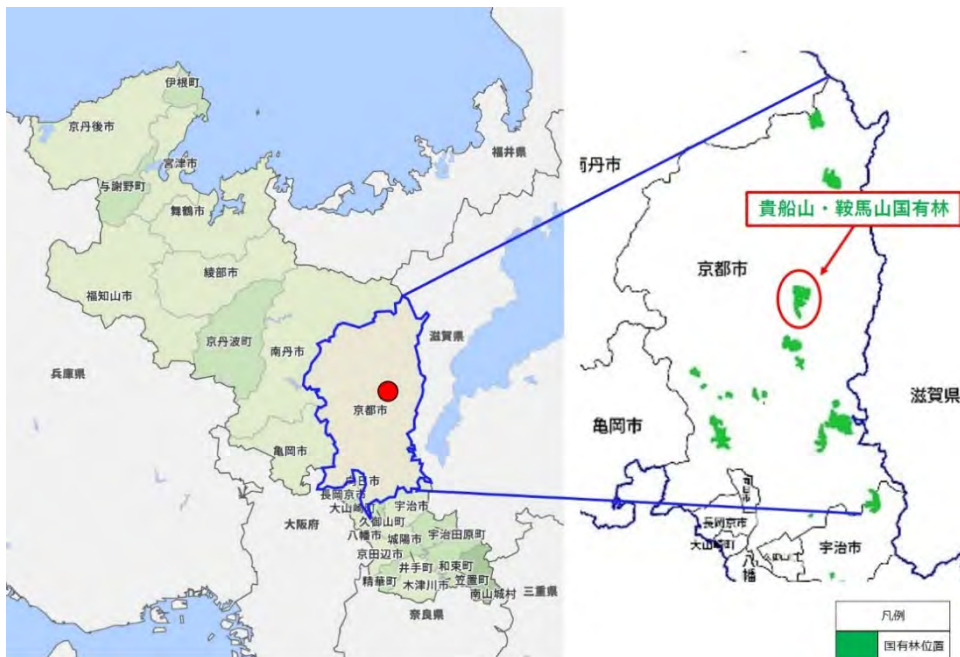 伊根町
京丹後市
宮津市
与謝野町
舞鶴市
福井県
綾部市
福知山市
京丹波町
南丹市
滋賀県
兵庫県
京都市
亀岡市
向日市
長岡京市
大山崎町
宇治市
久御山町
大阪府
八幡市
城陽市
宇治田原町
京田辺市
井手町
和束町
精華町
木津川市
笠置町
南山城村
三重県
奈良県
南丹市
貴船山・鞍馬山国有林
京都市
滋賀県
亀岡市
向日市
長岡京市
大山崎町
八幡
宇治市
凡例
国有林位置